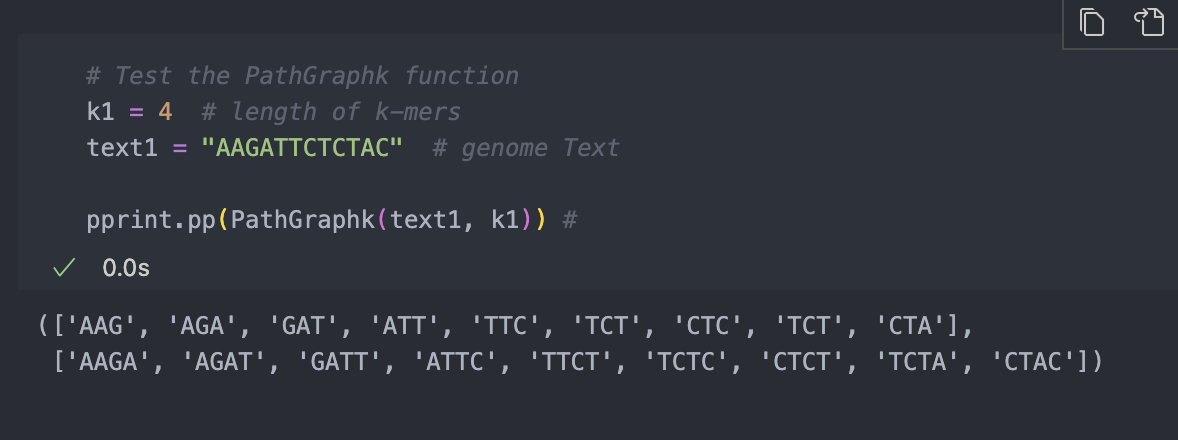 # Test the PathGraphk function
k1 = 4  # length of k-mers
text1 = "AAGATTCTCTAC"  # genome Text
pprint.pp(PathGraphk(text1, k1)) #
0.0s
(['AAG', 'AGA', 'GAT', 'ATT', 'TTC', 'TCT', 'CTC', 'TCT', 'CTA'],
['AAGA', 'AGAT', 'GATT', 'ATTC', 'TTCT', 'TCTC', 'CTCT', 'TCTA', 'CTAC'])